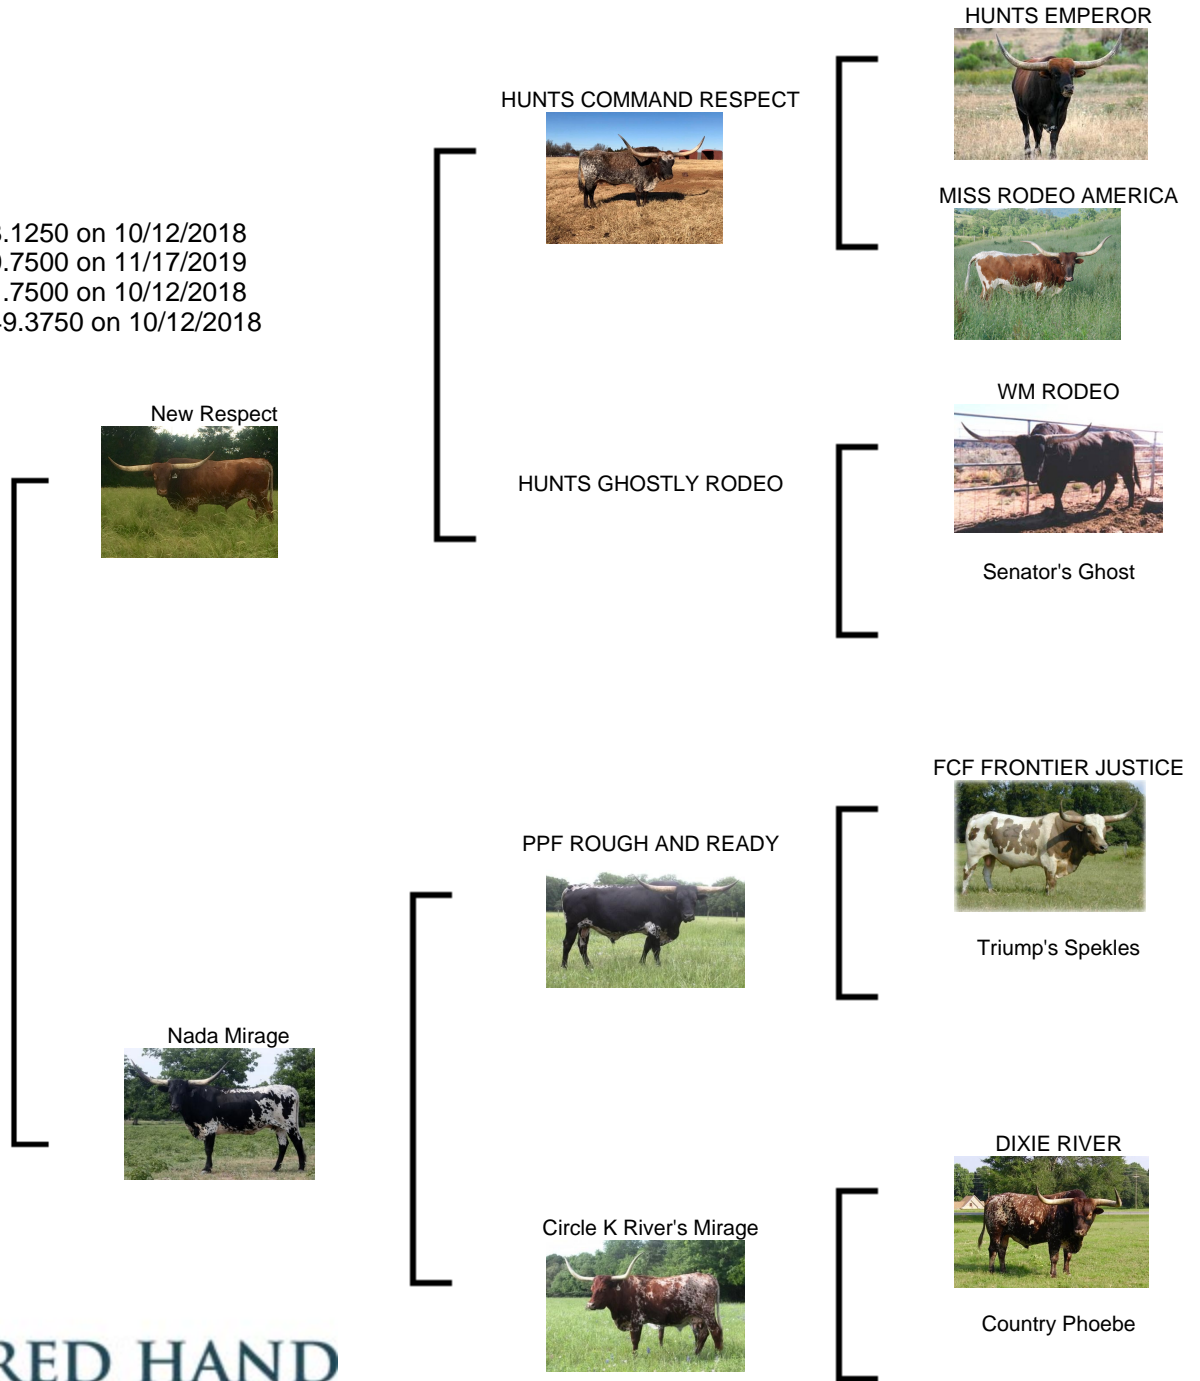 HUNTS EMPEROR
HUNTS COMMAND RESPECT
MISS RODEO AMERICA
.1250 on 10/12/2018
.7500 on 11/17/2019
.7500 on 10/12/2018
9.3750 on 10/12/2018
WM RODEO
New Respect
HUNTS GHOSTLY RODEO
Senator's Ghost
FCF FRONTIER JUSTICE
PPF ROUGH AND READY
Triump's Spekles
Nada Mirage
DIXIE RIVER
Circle K River's Mirage
Country Phoebe
RED HAND